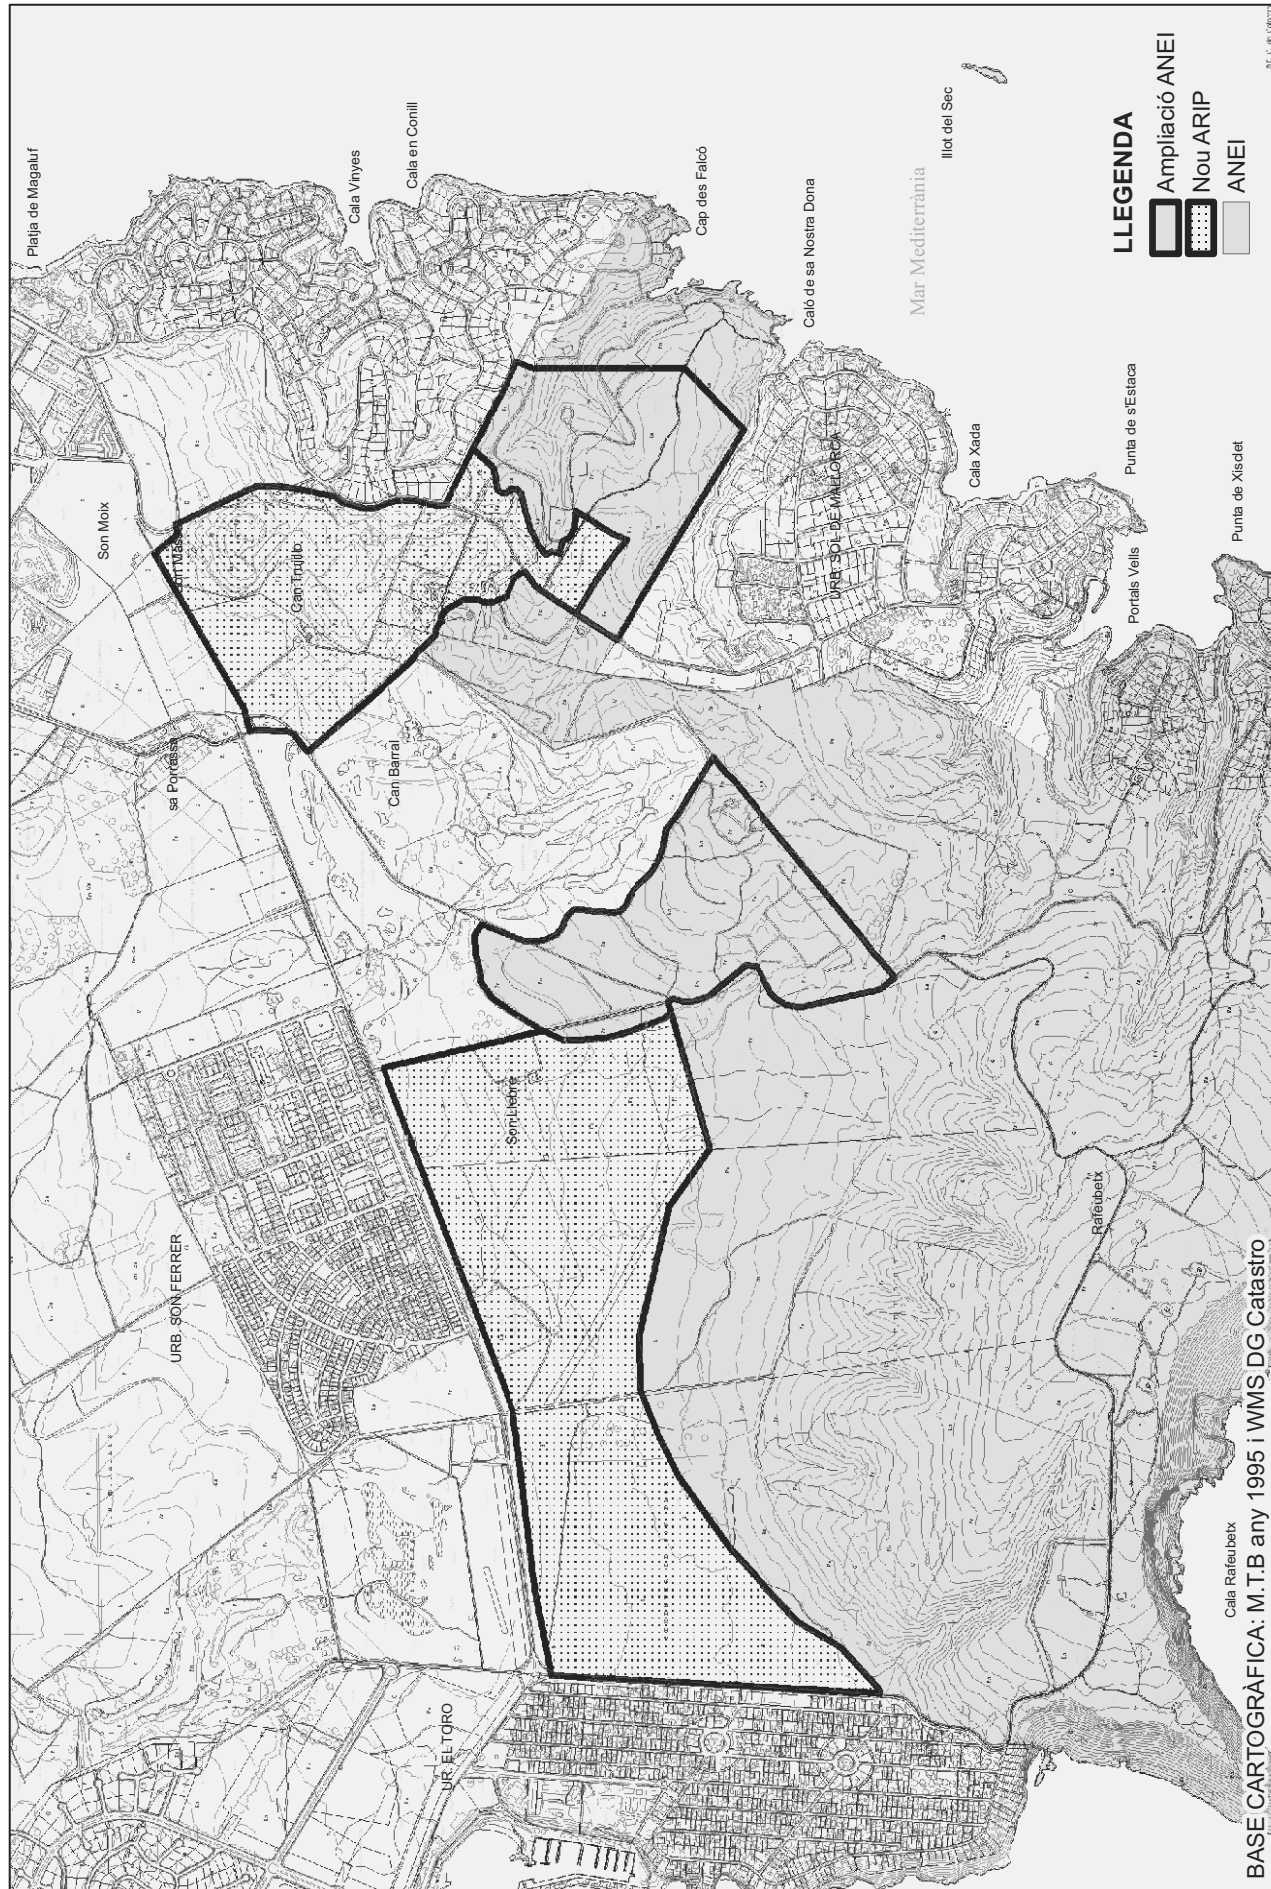 Platja de Magaluf
Son Moix
Cala Vinyes
Cala en Conill
Can Trujillo
sa Porrassa
Can Barral
Cap des Falcó
Caló de sa Nostra Dona
Mar Mediterrània
Illot del Sec
URB. SOL DE MALLORCA
Cala Xada
Portals Vells
Punta de s'Estaca
Punta de Xisdet
URB. SON FERRER
Son Llebre
Rafeubetx
UR. EL TORO
Cala Rafeubetx
LLEGENDA
Ampliació ANEI
Nou ARIP
ANEI
BASE CARTOGRÀFICA: M.T.B any 1995 i WMS DG Catastro